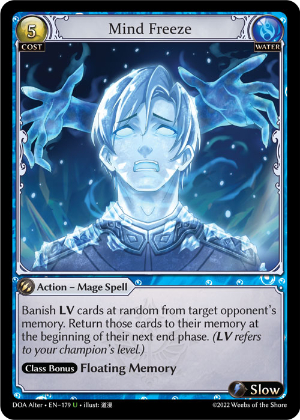 5
COST
Mind Freeze
WATER
Action – Mage Spell
Banish LV cards at random from target opponent's
memory. Return those cards to their memory at
the beginning of their next end phase. (LV refers
to your champion's level.)
Class Bonus Floating Memory
Slow
DOA Alter • EN-179 U • illust: 道漫
©2022 Weebs of the Shore